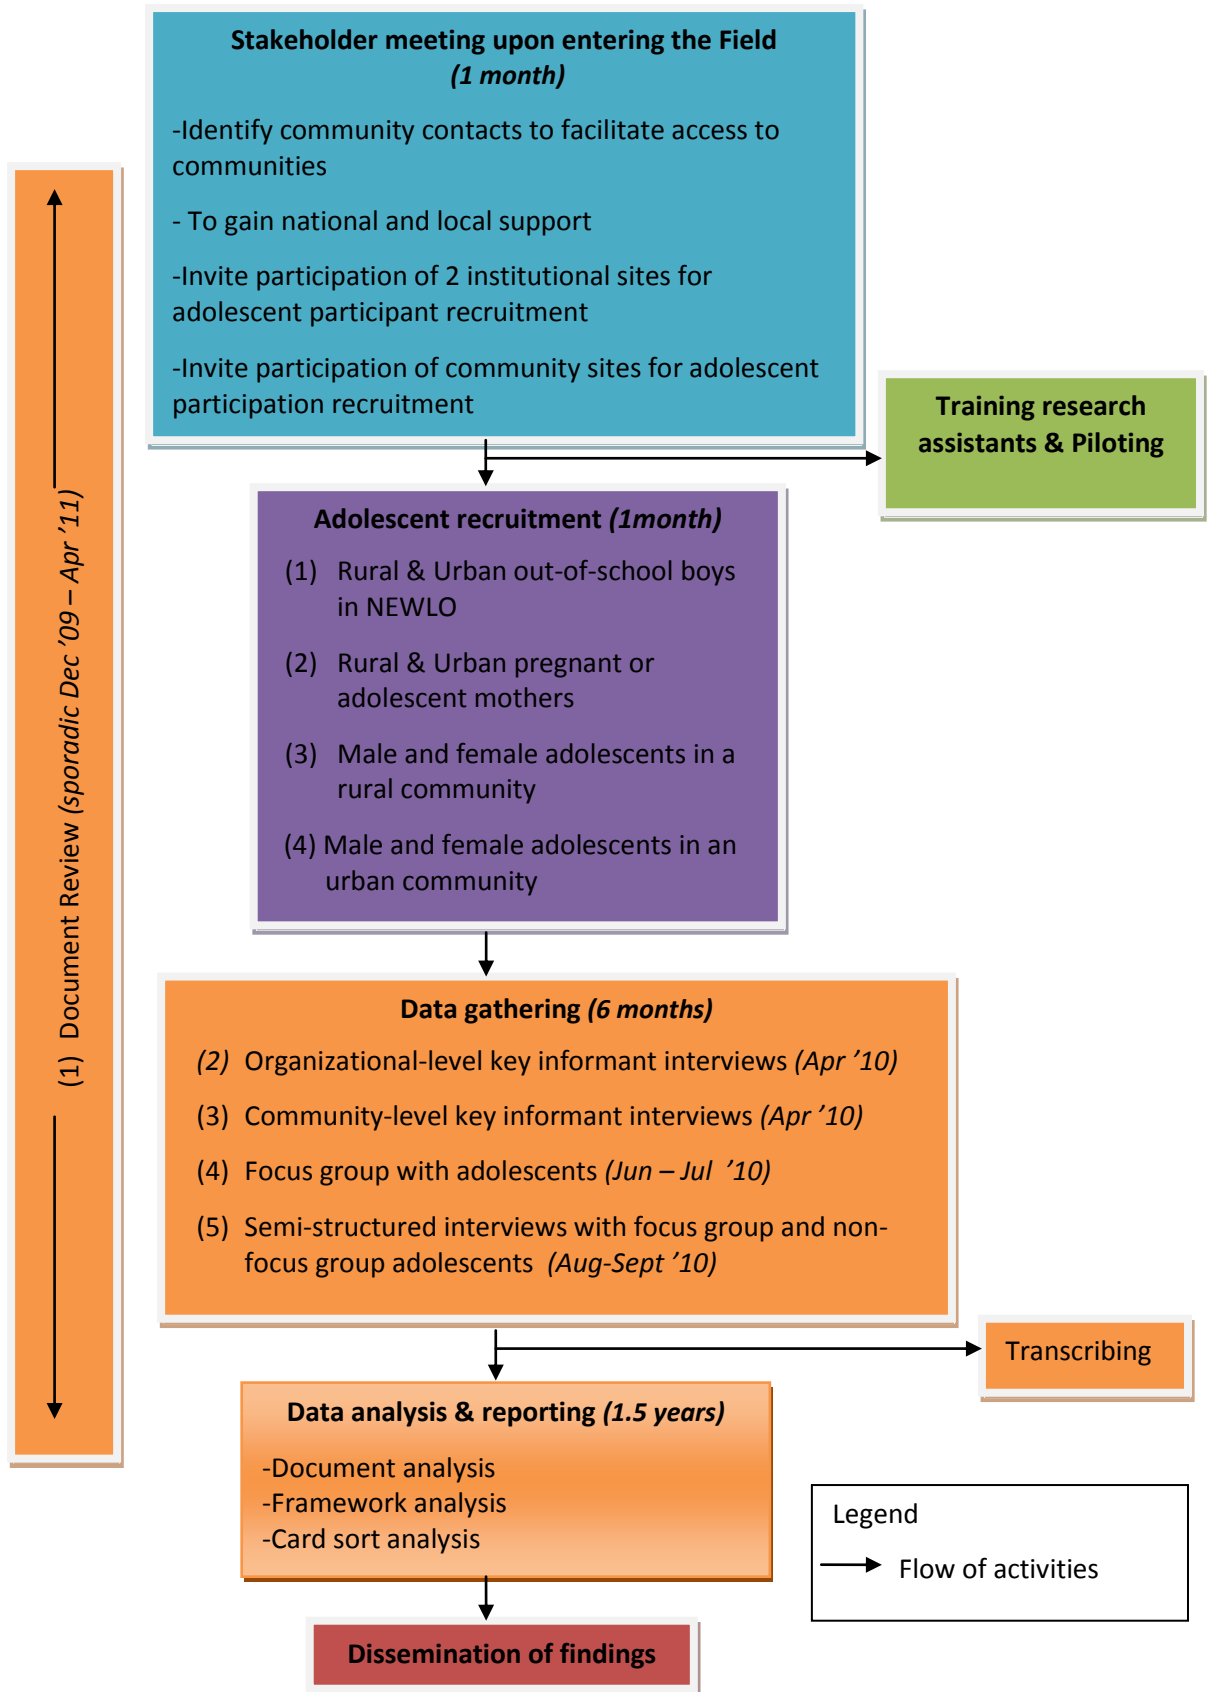 Stakeholder meeting upon entering the Field
(1 month)
-Identify community contacts to facilitate access to
communities
- To gain national and local support
-Invite participation of 2 institutional sites for
adolescent participant recruitment
-Invite participation of community sites for adolescent
participation recruitment
Training research
assistants & Piloting
(1) Document Review (sporadic Dec ’09 – Apr ’11)
Adolescent recruitment (1month)
(1) Rural & Urban out-of-school boys
in NEWLO
(2) Rural & Urban pregnant or
adolescent mothers
(3) Male and female adolescents in a
rural community
(4) Male and female adolescents in an
urban community
Data gathering (6 months)
(2) Organizational-level key informant interviews (Apr ’10)
(3) Community-level key informant interviews (Apr ’10)
(4) Focus group with adolescents (Jun – Jul ’10)
(5) Semi-structured interviews with focus group and non-
focus group adolescents (Aug-Sept ’10)
Transcribing
Data analysis & reporting (1.5 years)
-Document analysis
-Framework analysis
-Card sort analysis
Legend
Flow of activities
Dissemination of findings